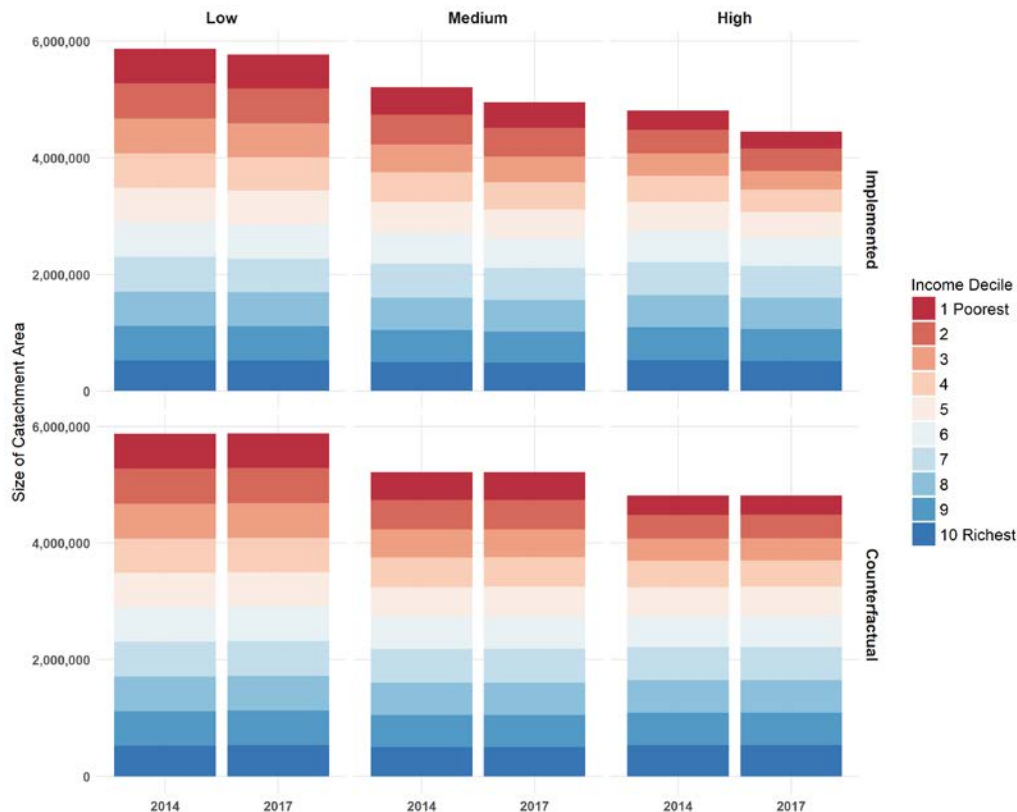 Low
Medium
High
6,000,000
4,000,000
2,000,000
0
Implemented
6,000,000
4,000,000
2,000,000
0
Counterfactual
Size of Catachment Area
2014
2017
2014
2017
2014
2017
Income Decile
1 Poorest
2
3
4
5
6
7
8
9
10 Richest